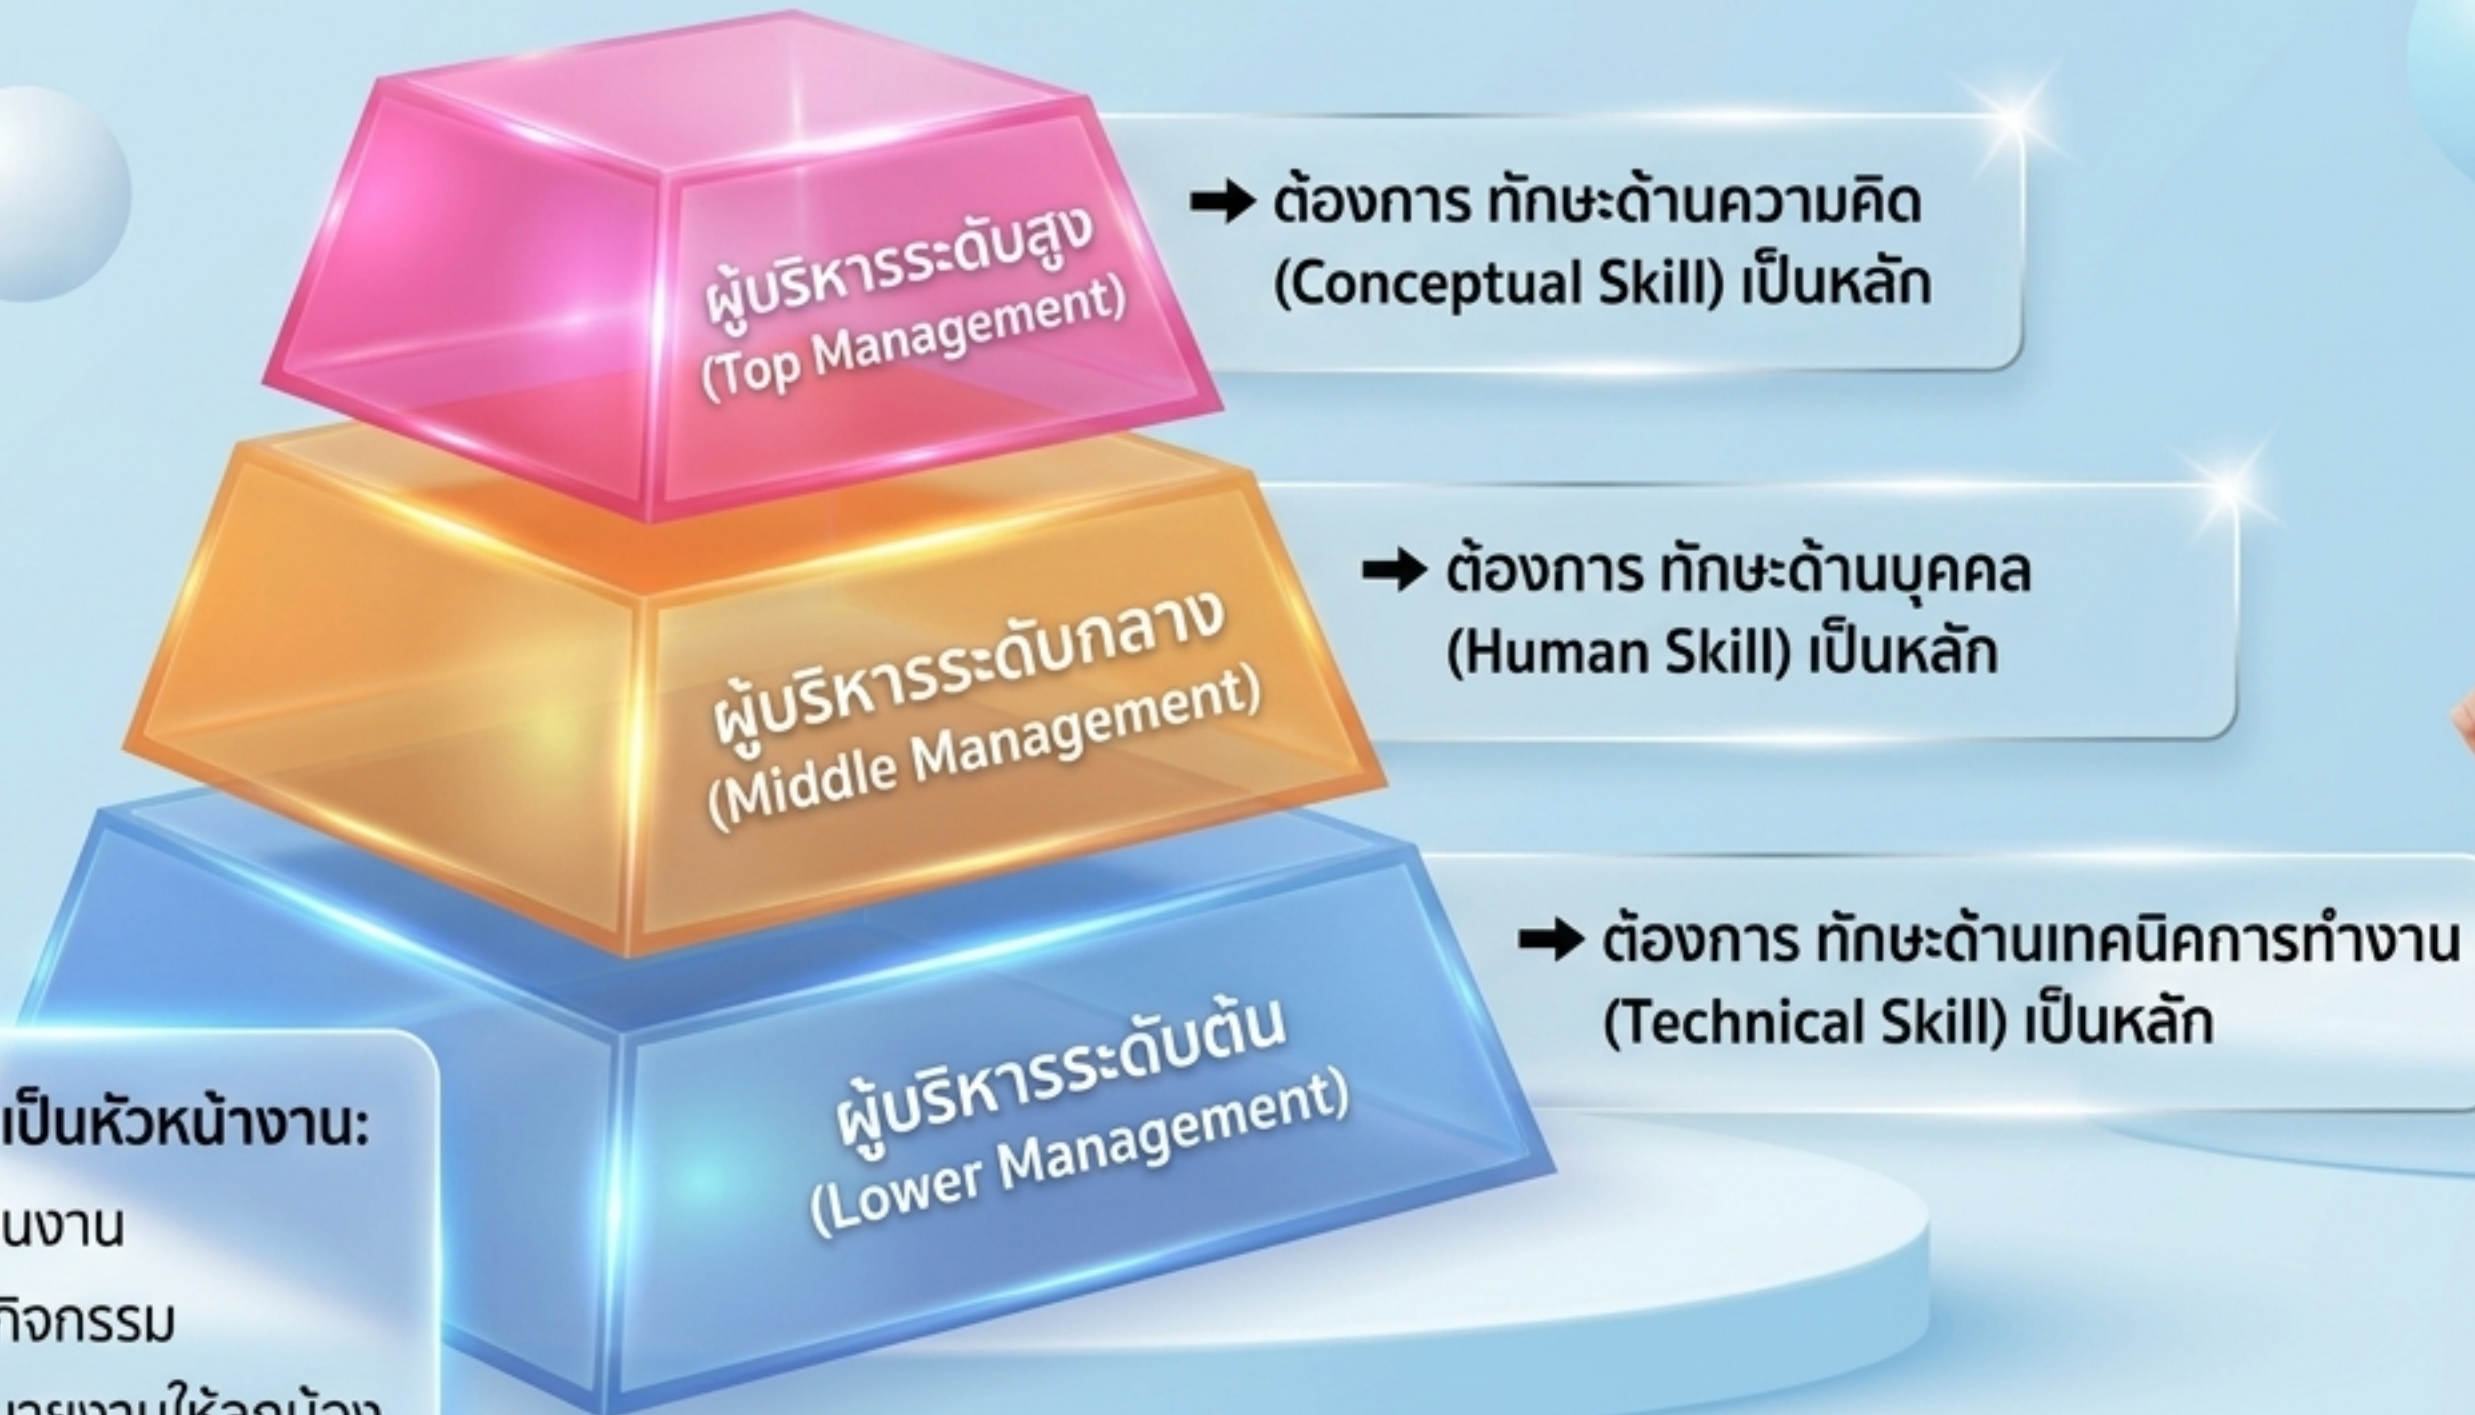 ผู้บริหารระดับสูง
(Top Management)
➡ ต้องการ ทักษะด้านความคิด
(Conceptual Skill) เป็นหลัก
ผู้บริหารระดับกลาง
(Middle Management)
➡ ต้องการ ทักษะด้านบุคคล
(Human Skill) เป็นหลัก
ผู้บริหารระดับต้น
(Lower Management)
➡ ต้องการ ทักษะด้านเทคนิคการทำงาน
(Technical Skill) เป็นหลัก
เป็นหัวหน้างาน:
นงาน
กิจกรรม